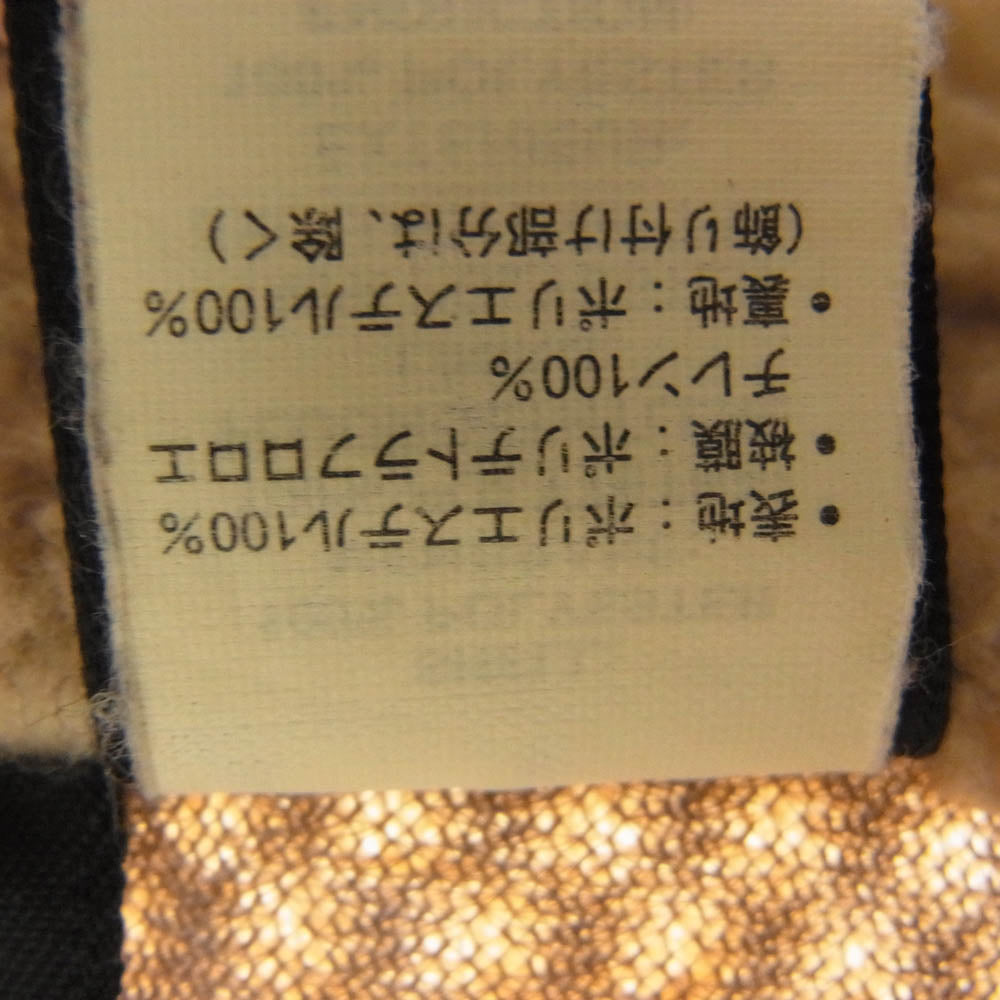 •表地：ポリエステル100%
•被膜：ポリテトラフロロエ
チレン100%
•裏地：ポリエステル100%
（飾り付け部分は、除く）